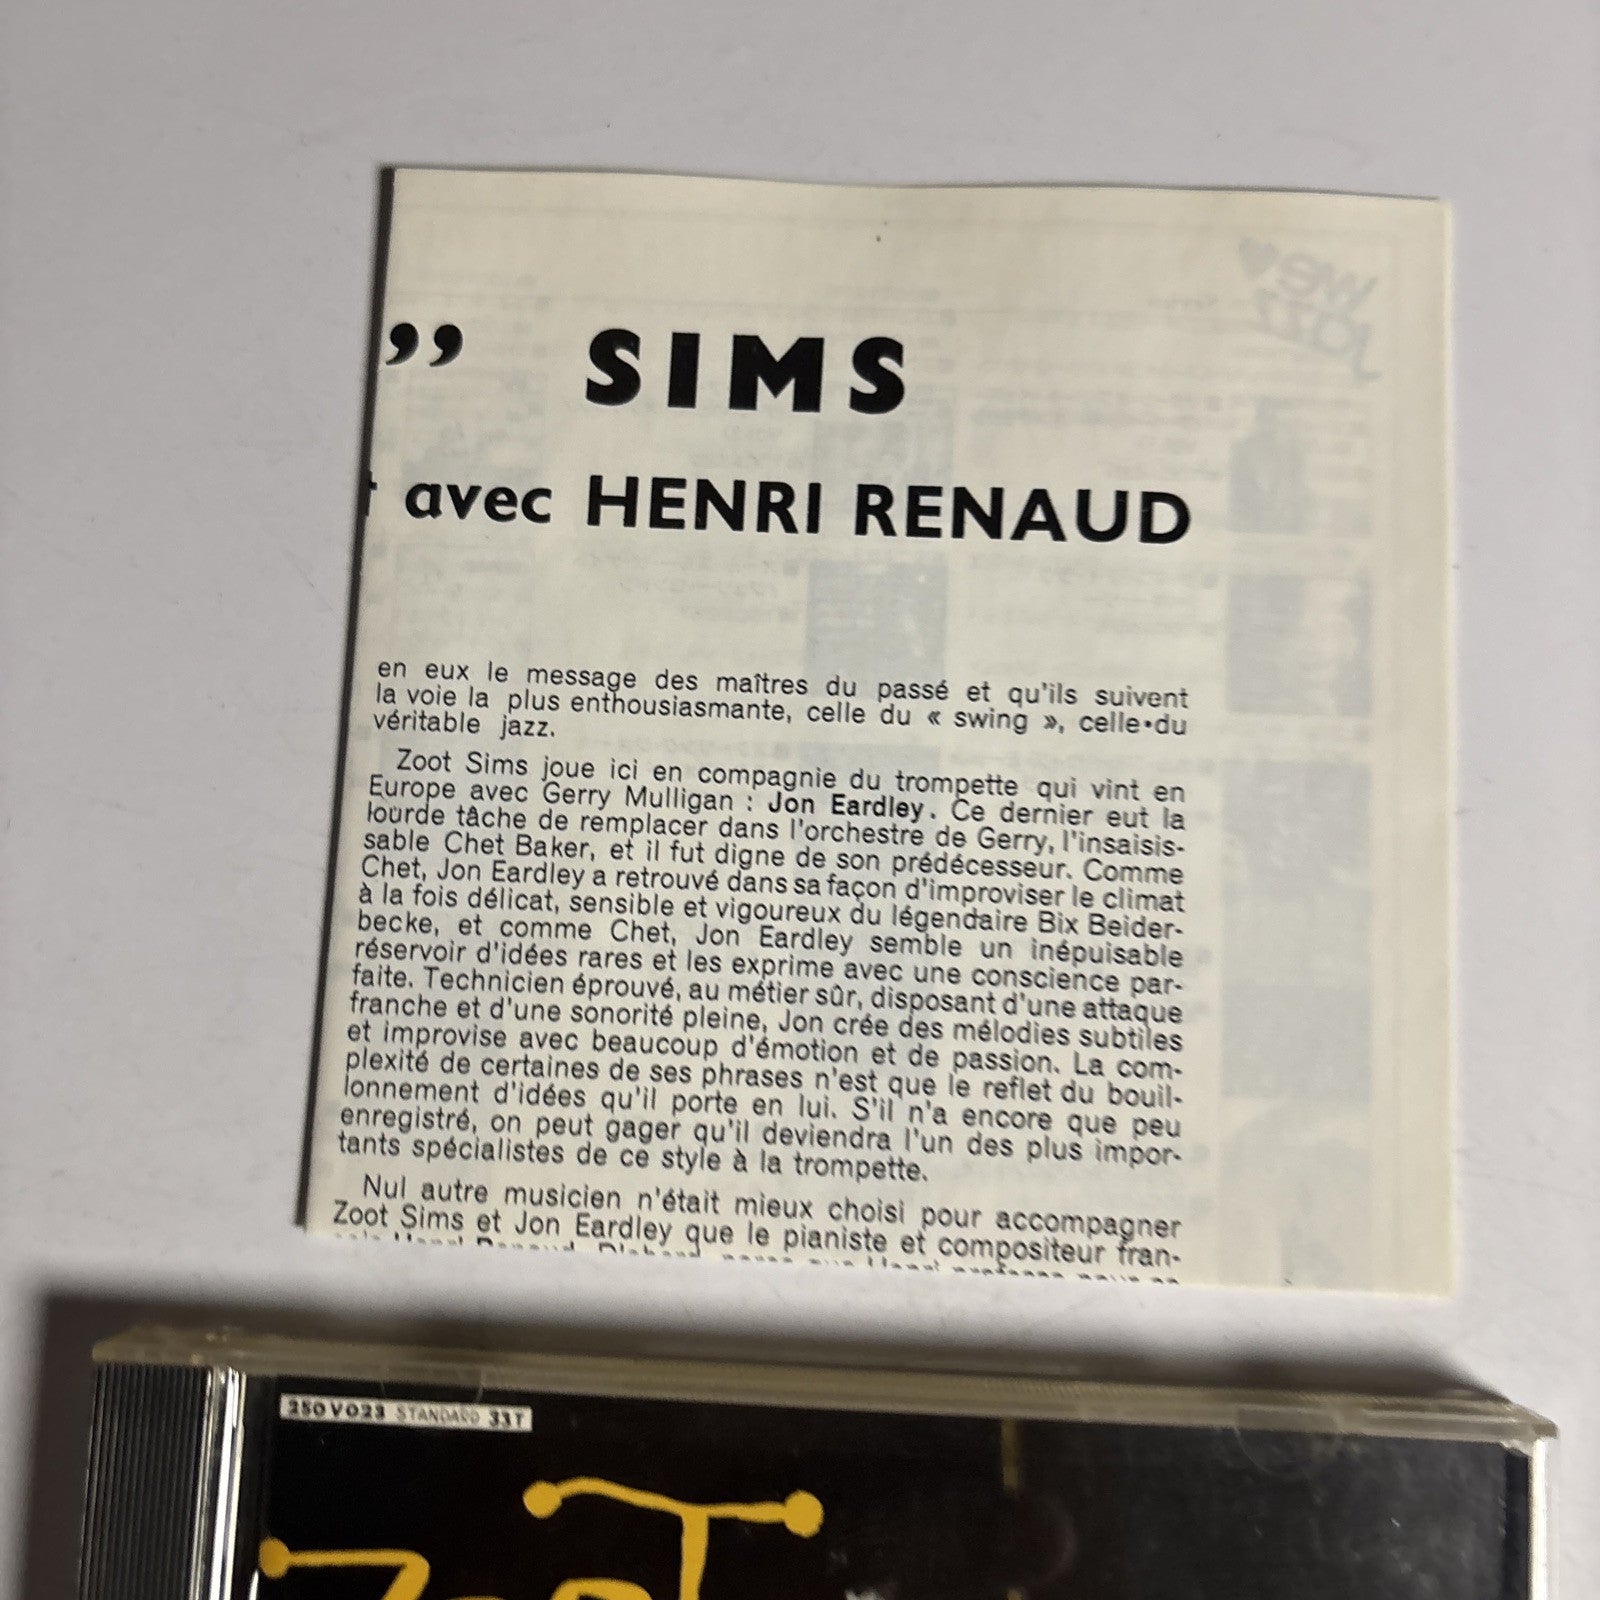 ” SIMS
avec HENRI RENAUD
we
jazz
en eux le message des maîtres du passé et qu'ils suivent
la voie la plus enthousiasmante, celle du « swing », celle•du
véritable jazz.
Zoot Sims joue ici en compagnie du trompette qui vint en
Europe avec Gerry Mulligan : Jon Eardley. Ce dernier eut la
lourde tâche de remplacer dans l'orchestre de Gerry, l'insaisis-
sable Chet Baker, et il fut digne de son prédécesseur. Comme
Chet, Jon Eardley a retrouvé dans sa façon d'improviser le climat
à la fois délicat, sensible et vigoureux du légendaire Bix Beider-
becke, et comme Chet, Jon Eardley semble un inépuisable
réservoir d'idées rares et les exprime avec une conscience par-
faite. Technicien éprouvé, au métier sûr, disposant d'une attaque
franche et d'une sonorité pleine, Jon crée des mélodies subtiles
et improvise avec beaucoup d'émotion et de passion. La com-
plexité de certaines de ses phrases n'est que le reflet du bouil-
lonnement d'idées qu'il porte en lui. S'il n'a encore que peu
enregistré, on peut gager qu'il deviendra l'un des plus impor-
tants spécialistes de ce style à la trompette.
Nul autre musicien n'était mieux choisi pour accompagner
Zoot Sims et Jon Eardley que le pianiste et compositeur fran-
Henri Renaud.
250 V023 STANDARD 33T
ZOOT